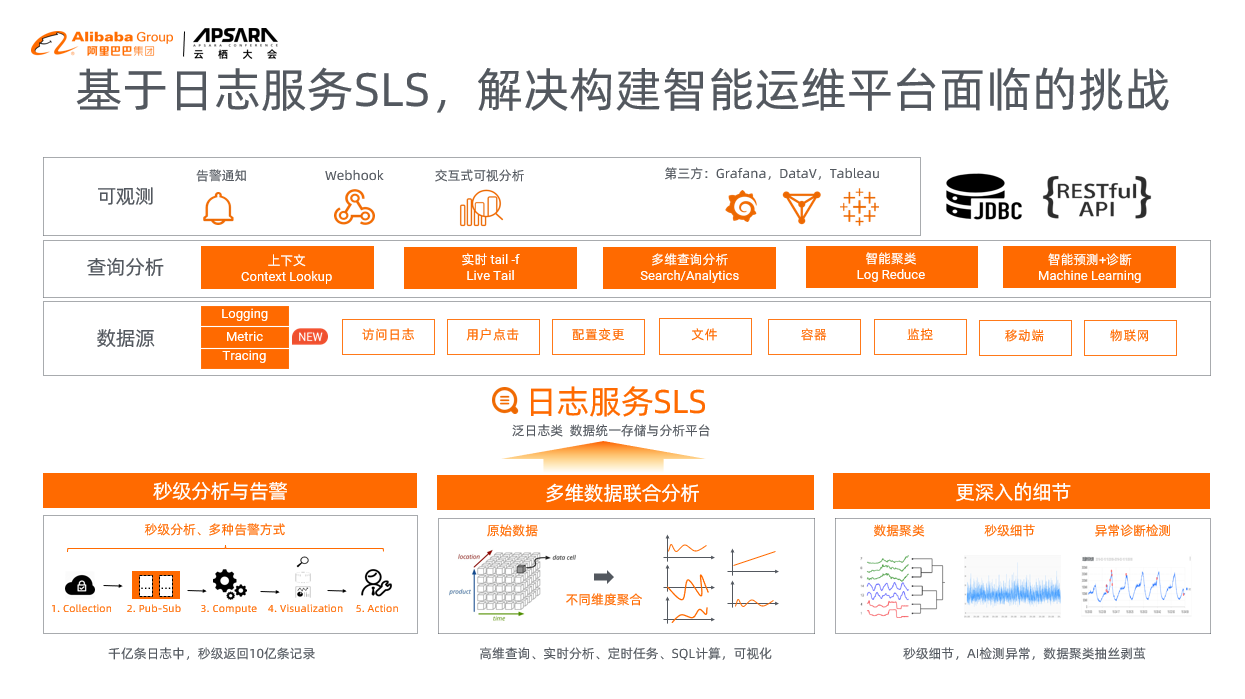 Alibaba Group
阿里巴巴集团
APSARA
APSARA CONFERENCE
云栖大会
基于日志服务SLS，解决构建智能运维平台面临的挑战
可观测
告警通知
Webhook
交互式可视分析
第三方：Grafana，DataV，Tableau
JDBC
{RESTful API}
查询分析
上下文
Context Lookup
实时 tail -f
Live Tail
多维查询分析
Search/Analytics
智能聚类
Log Reduce
智能预测+诊断
Machine Learning
数据源
Logging
Metric
Tracing
NEW
访问日志
用户点击
配置变更
文件
容器
监控
移动端
物联网
日志服务SLS
泛日志类 数据统一存储与分析平台
秒级分析与告警
秒级分析、多种告警方式
1. Collection
2. Pub-Sub
3. Compute
4. Visualization
5. Action
千亿条日志中，秒级返回10亿条记录
多维数据联合分析
原始数据
location
data cell
product
time
不同维度聚合
高维查询、实时分析、定时任务、SQL计算，可视化
更深入的细节
数据聚类
秒级细节
异常诊断检测
秒级细节，AI检测异常，数据聚类抽丝剥茧